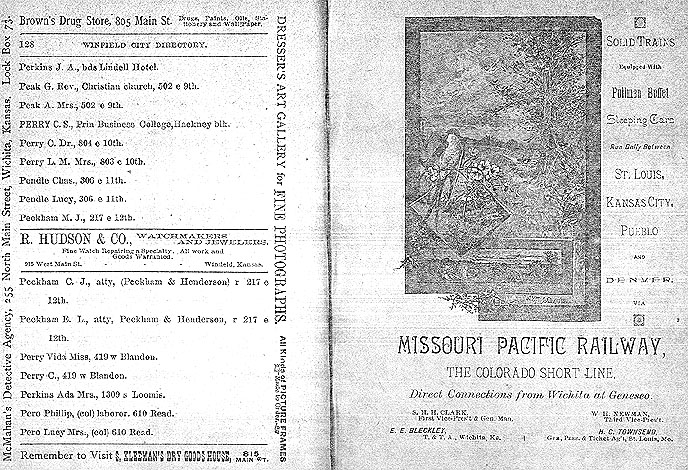 Brown's Drug Store, 805 Main St. Drugs, Paints, Oils, Stationery and Wall Paper.
128 WINFIELD CITY DIRECTORY.
Perkins J. A., bds Lindell Hotel.
Peak G. Rev., Christian church, 502 e 9th.
Peak A. Mrs., 502 e 9th.
PERRY C. S., Prin Business College, Hackney blk.
Perry C. Dr., 804 e 10th.
Perry L. M. Mrs., 803 e 10th.
Pundle Chas., 306 e 11th.
Pendle Lucy, 306 e 11th.
Peckham M. J., 217 e 12th.
R. HUDSON & CO., WATCHMAKERS AND JEWELERS.
Fine Watch Repairing a Specialty. All work and
Goods Warranted.
915 West Main St. - - - Winfield, Kansas.
Peckham C. J., atty, (Peckham & Henderson) r 217 e
12th.
Peckham E. L., atty, Peckham & Henderson, r 217 e
12th.
Perry Vida Miss, 419 w Blandon.
Perry C., 419 w Blandon.
Perkins Ada Mrs., 1309 s Loomis.
Pero Phillip, (col) laborer. 610 Read.
Pero Lucy Mrs., (col) 610 Read.
Remember to Visit S. KLEEMAN'S DRY GOODS HOUSE, 815 MAIN ST.
McMahan's Detective Agency, 255 North Main Street, Wichita, Kansas, Lock Box 73.
DRESSER'S ART GALLERY for FINE PHOTOGRAPHS.
All Kinds of PICTURE FRAMES
SOLID TRAINS
Equipped With
Pullman Buffet
Sleeping Cars
Run Daily Between
ST. LOUIS,
KANSAS CITY,
PUEBLO
AND
DENVER,
VIA
MISSOURI PACIFIC RAILWAY,
THE COLORADO SHORT LINE.
Direct Connections from Wichita at Geneseo.
S. H. H. CLARK,
First Vice-Pres't & Gen. Man.
W. H. NEWMAN,
Third Vice-Pres't.
E. E. BLECKLEY,
T. & T. A., Wichita, Ks.
H. C. TOWNSEND,
Gen, Pass. & Ticket Ag't, St. Louis, Mo.